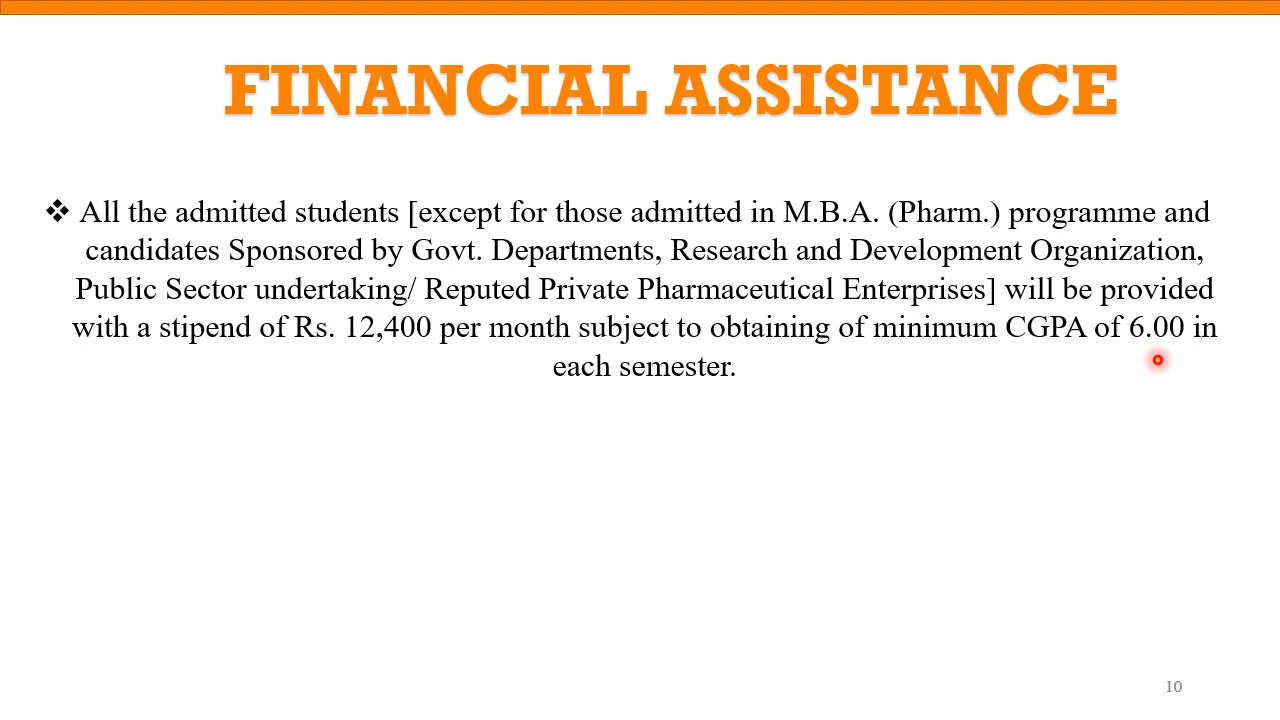 FINANCIAL ASSISTANCE
❖ All the admitted students [except for those admitted in M.B.A. (Pharm.) programme and
candidates Sponsored by Govt. Departments, Research and Development Organization,
Public Sector undertaking/ Reputed Private Pharmaceutical Enterprises] will be provided
with a stipend of Rs. 12,400 per month subject to obtaining of minimum CGPA of 6.00 in
each semester.
10